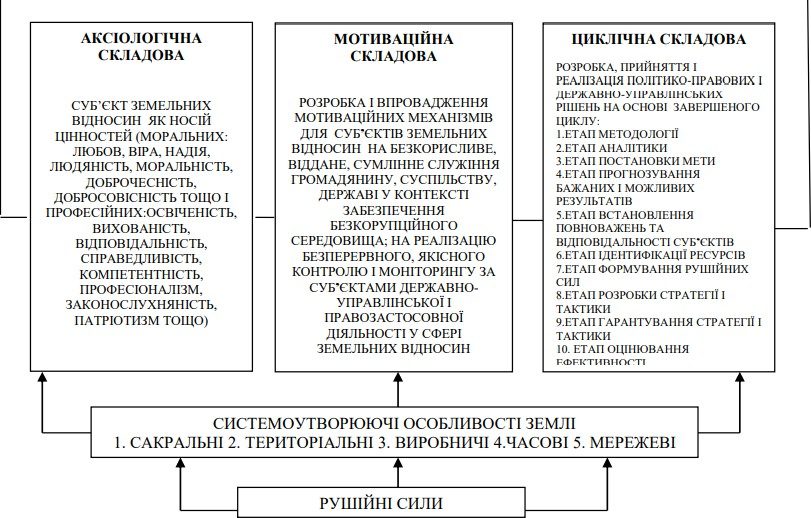 АКСІОЛОГІЧНА
СКЛАДОВА
СУБ’ЄКТ ЗЕМЕЛЬНИХ
ВІДНОСИН ЯК НОСІЙ
ЦІННОСТЕЙ (МОРАЛЬНИХ:
ЛЮБОВ, ВІРА, НАДІЯ,
ЛЮДЯНІСТЬ, МОРАЛЬНІСТЬ,
ДОБРОЧЕСНІСТЬ,
ДОБРОСОВІСНІСТЬ ТОЩО І
ПРОФЕСІЙНИХ:ОСВІЧЕНІСТЬ,
ВИХОВАНІСТЬ,
ВІДПОВІДАЛЬНІСТЬ,
СПРАВЕДЛИВІСТЬ,
КОМПЕТЕНТНІСТЬ,
ПРОФЕСІОНАЛІЗМ,
ЗАКОНОСЛУХНЯНІСТЬ,
ПАТРІОТИЗМ ТОЩО)
МОТИВАЦІЙНА
СКЛАДОВА
РОЗРОБКА І ВПРОВАДЖЕННЯ
МОТИВАЦІЙНИХ МЕХАНІЗМІВ
ДЛЯ СУБ’ЄКТІВ ЗЕМЕЛЬНИХ
ВІДНОСИН НА БЕЗКОРИСЛИВЕ,
ВІДДАНЕ, СУМЛІННЕ СЛУЖІННЯ
ГРОМАДЯНИНУ, СУСПІЛЬСТВУ,
ДЕРЖАВІ У КОНТЕКСТІ
ЗАБЕЗПЕЧЕННЯ
БЕЗКОРУПЦІЙНОГО
СЕРЕДОВИЩА; НА РЕАЛІЗАЦІЮ
БЕЗПЕРЕРВНОГО, ЯКІСНОГО
КОНТРОЛЮ І МОНІТОРИНГУ ЗА
СУБ’ЄКТАМИ ДЕРЖАВНО-
УПРАВЛІНСЬКОЇ І
ПРАВОЗАСТОСОВНОЇ
ДІЯЛЬНОСТІ У СФЕРІ
ЗЕМЕЛЬНИХ ВІДНОСИН
ЦИКЛІЧНА СКЛАДОВА
РОЗРОБКА, ПРИЙНЯТТЯ І
РЕАЛІЗАЦІЯ ПОЛІТИКО-ПРАВОВИХ І
ДЕРЖАВНО-УПРАВЛІНСЬКИХ
РІШЕНЬ НА ОСНОВІ ЗАВЕРШЕНОГО
ЦИКЛУ:
1.ЕТАП МЕТОДОЛОГІЇ
2.ЕТАП АНАЛІТИКИ
3.ЕТАП ПОСТАНОВКИ МЕТИ
4.ЕТАП ПРОГНОЗУВАННЯ
БАЖАНИХ І МОЖЛИВИХ
РЕЗУЛЬТАТІВ
5.ЕТАП ВСТАНОВЛЕННЯ
ПОВНОВАЖЕНЬ ТА
ВІДПОВІДАЛЬНОСТІ СУБ’ЄКТІВ
6.ЕТАП ІДЕНТИФІКАЦІЇ РЕСУРСІВ
7.ЕТАП ФОРМУВАННЯ РУШІЙНИХ
СИЛ
8.ЕТАП РОЗРОБКИ СТРАТЕГІЇ І
ТАКТИКИ
9.ЕТАП ГАРАНТУВАННЯ СТРАТЕГІЇ І
ТАКТИКИ
10. ЕТАП ОЦІНЮВАННЯ
ЕФЕКТИВНОСТІ
СИСТЕМОУТВОРЮЮЧІ ОСОБЛИВОСТІ ЗЕМЛІ
1. САКРАЛЬНІ 2. ТЕРИТОРІАЛЬНІ 3. ВИРОБНИЧІ 4.ЧАСОВІ 5. МЕРЕЖЕВІ
РУШІЙНІ СИЛИ